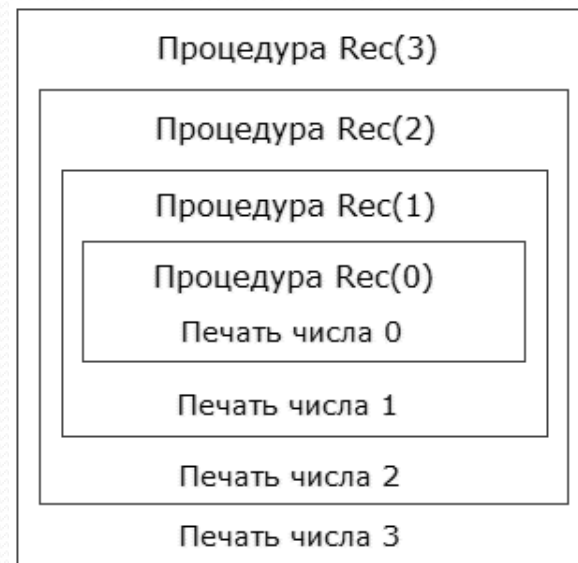 Процедура Rec(3)
Процедура Rec(2)
Процедура Rec(1)
Процедура Rec(0)
Печать числа 0
Печать числа 1
Печать числа 2
Печать числа 3